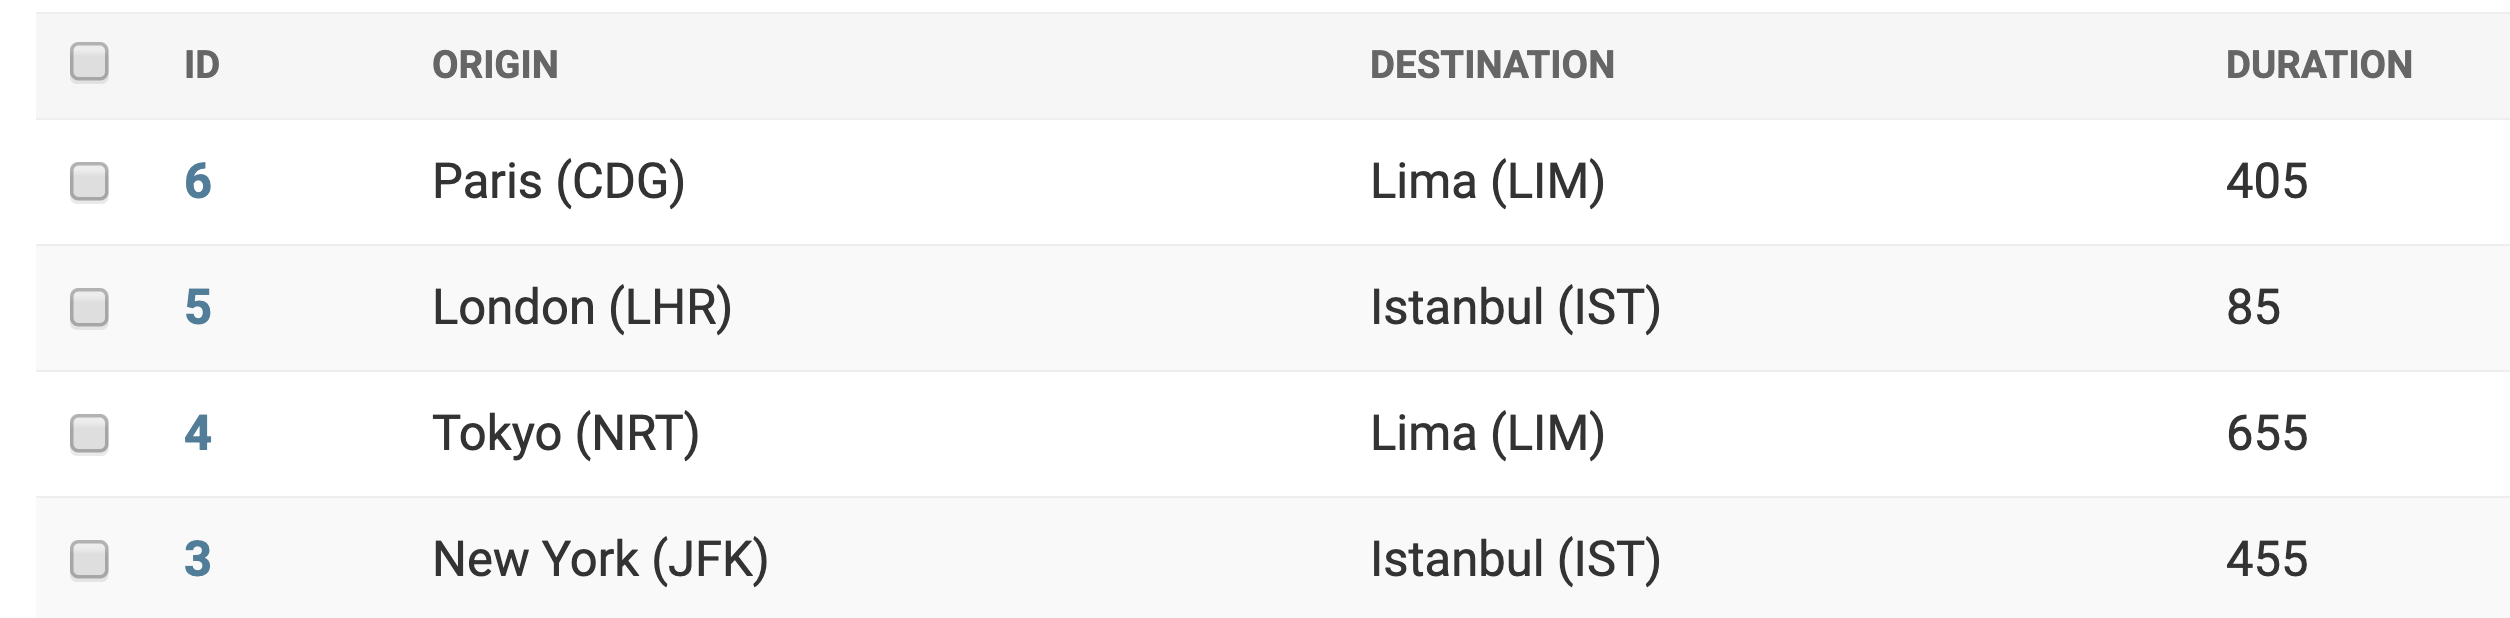 ID ORIGIN DESTINATION DURATION
6 Paris (CDG) Lima (LIM) 405
5 London (LHR) Istanbul (IST) 85
4 Tokyo (NRT) Lima (LIM) 655
3 New York (JFK) Istanbul (IST) 455